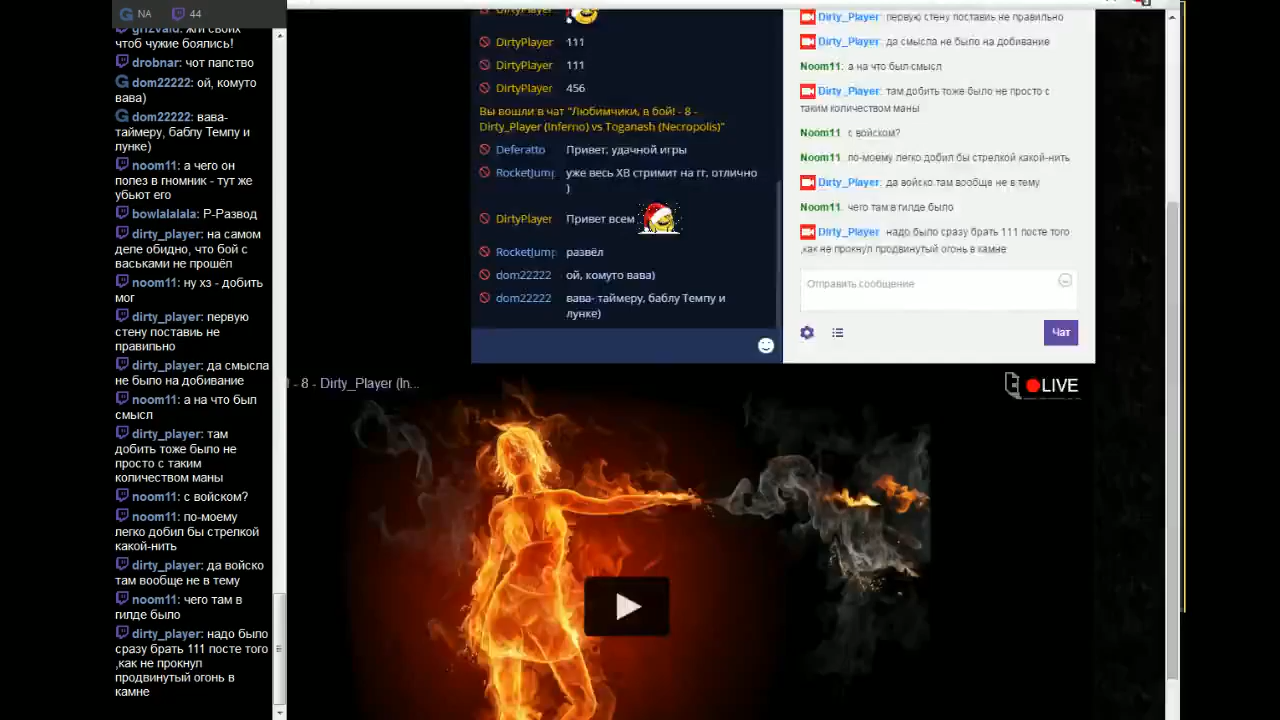 NA 44
grizvald: жги своих
чтоб чужие боялись!
drobnar: чот папство
dom22222: ой, комуто
вава)
dom22222: вава-
таймеру, баблу Темпу и
лунке)
noom11: а чего он
полез в гномик - тут же
убьют его
bowlalalala: Р-Развод
dirty_player: на самом
деле обидно, что бой с
васьками не прошёл
noom11: ну хз - добить
мог
dirty_player: первую
стену поставиь не
правильно
dirty_player: да смысла
не было на добивание
noom11: а на что был
смысл
dirty_player: там
добить тоже было не
просто с таким
количеством маны
noom11: с войском?
noom11: по-моему
легко добил бы стрелкой
какой-нить
dirty_player: да войско
там вообще не в тему
noom11: чего там в
гилде было
dirty_player: надо было
сразу брать 111 посте того
,как не прокнул
продвинутый огонь в
камне
DirtyPlayer
DirtyPlayer 111
DirtyPlayer 111
DirtyPlayer 456
Вы вошли в чат "Любимчики, в бой! - 8 -
Dirty_Player (Inferno) vs Toganash (Necropolis)"
Deferatto Привет, удачной игры
RocketJump уже весь ХВ стримит на гг, отлично
)
DirtyPlayer Привет всем
RocketJump развёл
dom22222 ой, комуто вава)
dom22222 вава- таймеру, баблу Темпу и
лунке)
Dirty_Player: первую стену поставиь не правильно
Dirty_Player: да смысла не было на добивание
Noom11: а на что был смысл
Dirty_Player: там добить тоже было не просто с
таким количеством маны
Noom11: с войском?
Noom11: по-моему легко добил бы стрелкой какой-нить
Dirty_Player: да войско там вообще не в тему
Noom11: чего там в гилде было
Dirty_Player: надо было сразу брать 111 посте того
,как не прокнул продвинутый огонь в камне
Отправить сообщение
Чат
- 8 - Dirty_Player (In...
LIVE